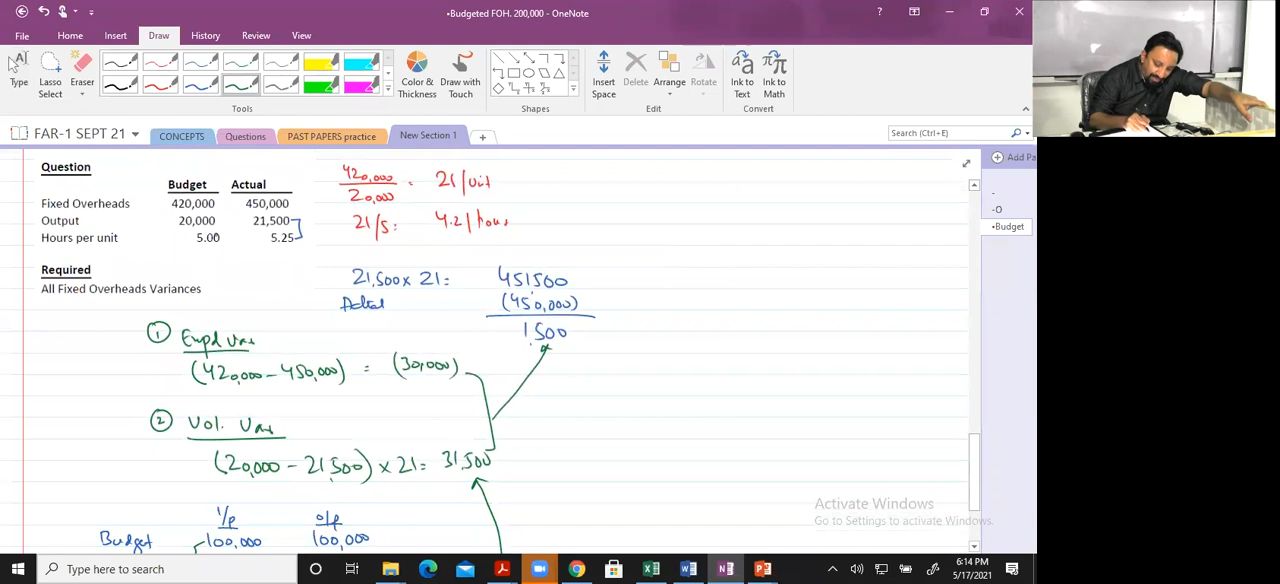 •Budgeted FOH. 200,000 - OneNote
?
File Home Insert Draw History Review View
Type
Lasso Select
Eraser
Color & Thickness
Draw with Touch
Insert Space
Delete
Arrange
Rotate
Ink to Text
Ink to Math
Tools
Shapes
Edit
Convert
FAR-1 SEPT 21
CONCEPTS
Questions
PAST PAPERS practice
New Section 1
+
Search (Ctrl+E)
Add Pa
-
-O
•Budget
Question
Budget Actual
Fixed Overheads 420,000 450,000
Output 20,000 21,500
Hours per unit 5.00 5.25
Required
All Fixed Overheads Variances
420,000
20,000
= 21/unit
21/5= 4.2/hour
21,500 x 21= 451500
Actual (450,000)
1,500
① Expd Var
(420,000 - 450,000) = (30,000)
② Vol. Var
(20,000 - 21,500) x 21= 31,500
I/p O/p
Budget 100,000 100,000
Activate Windows
Go to Settings to activate Windows.
Type here to search
6:14 PM
5/17/2021